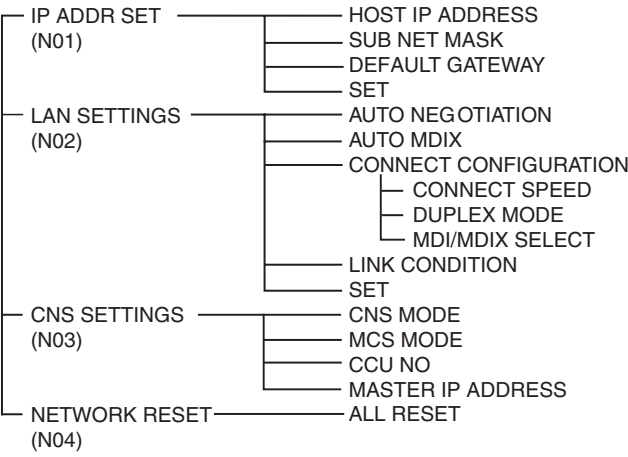 IP ADDR SET
(N01)
HOST IP ADDRESS
SUB NET MASK
DEFAULT GATEWAY
SET
LAN SETTINGS
(N02)
AUTO NEGOTIATION
AUTO MDIX
CONNECT CONFIGURATION
CONNECT SPEED
DUPLEX MODE
MDI/MDIX SELECT
LINK CONDITION
SET
CNS SETTINGS
(N03)
CNS MODE
MCS MODE
CCU NO
MASTER IP ADDRESS
NETWORK RESET
(N04)
ALL RESET